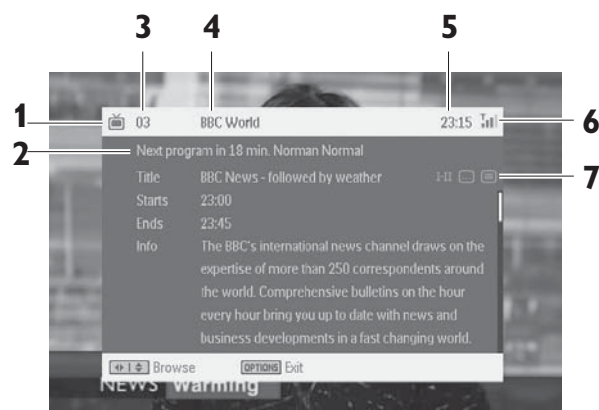 3 4 5
1 03 BBC World 23:15 6
2 Next program in 18 min. Norman Normal
Title BBC News - followed by weather I-II 7
Starts 23:00
Ends 23:45
Info The BBC's international news channel draws on the
expertise of more than 250 correspondents around
the world. Comprehensive bulletins on the hour
every hour bring you up to date with news and
business developments in a fast changing world.
Browse OPTIONS Exit
NEWS Warming